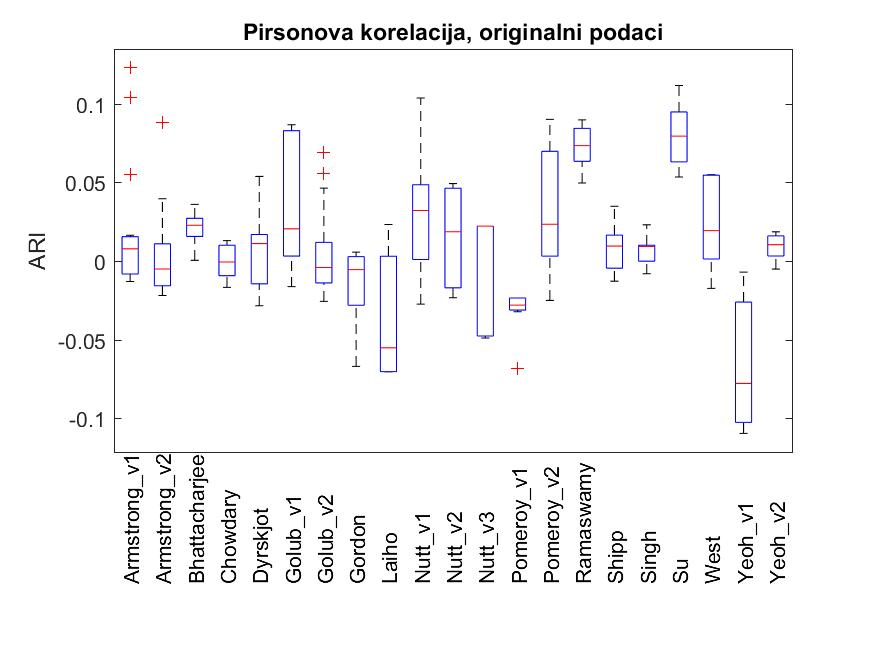 Pirsonova korelacija, originalni podaci
ARI
0.1
0.05
0
-0.05
-0.1
Armstrong_v1
Armstrong_v2
Bhattacharjee
Chowdary
Dyrskjot
Golub_v1
Golub_v2
Gordon
Laiho
Nutt_v1
Nutt_v2
Nutt_v3
Pomeroy_v1
Pomeroy_v2
Ramaswamy
Shipp
Singh
Su
West
Yeoh_v1
Yeoh_v2